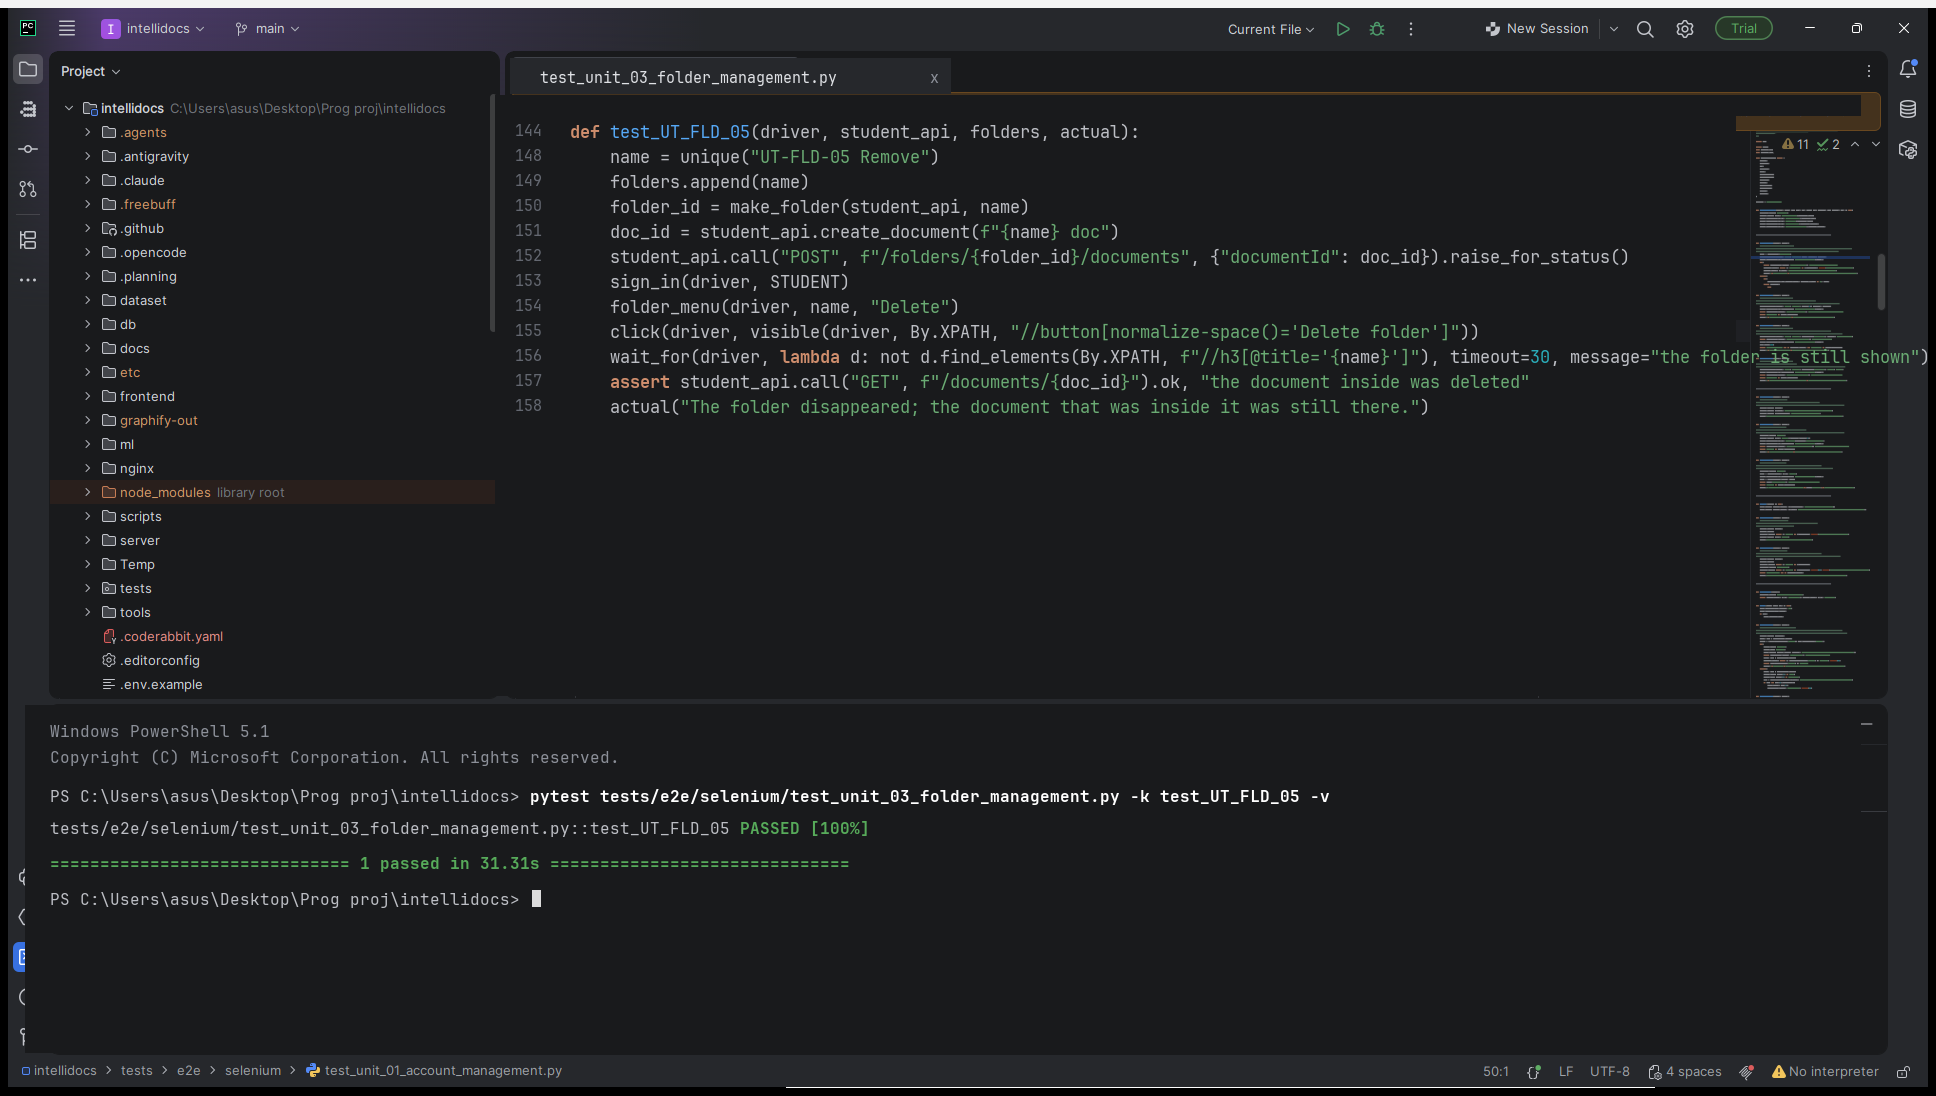 PC
I intellidocs
main
Current File
New Session
Trial
Project
test_unit_03_folder_management.py x
intellidocs C:\Users\asus\Desktop\Prog proj\intellidocs
.agents
.antigravity
.claude
.freebuff
.github
.opencode
.planning
dataset
db
docs
etc
frontend
graphify-out
ml
nginx
node_modules library root
scripts
server
Temp
tests
tools
.coderabbit.yaml
.editorconfig
.env.example
11 2
144 def test_UT_FLD_05(driver, student_api, folders, actual):
148 name = unique("UT-FLD-05 Remove")
149 folders.append(name)
150 folder_id = make_folder(student_api, name)
151 doc_id = student_api.create_document(f"{name} doc")
152 student_api.call("POST", f"/folders/{folder_id}/documents", {"documentId": doc_id}).raise_for_status()
153 sign_in(driver, STUDENT)
154 folder_menu(driver, name, "Delete")
155 click(driver, visible(driver, By.XPATH, "//button[normalize-space()='Delete folder']"))
156 wait_for(driver, lambda d: not d.find_elements(By.XPATH, f"//h3[@title='{name}']"), timeout=30, message="the folder is still shown")
157 assert student_api.call("GET", f"/documents/{doc_id}").ok, "the document inside was deleted"
158 actual("The folder disappeared; the document that was inside it was still there.")
Windows PowerShell 5.1
Copyright (C) Microsoft Corporation. All rights reserved.
PS C:\Users\asus\Desktop\Prog proj\intellidocs> pytest tests/e2e/selenium/test_unit_03_folder_management.py -k test_UT_FLD_05 -v
tests/e2e/selenium/test_unit_03_folder_management.py::test_UT_FLD_05 PASSED [100%]
============================== 1 passed in 31.31s ==============================
PS C:\Users\asus\Desktop\Prog proj\intellidocs>
intellidocs > tests > e2e > selenium > test_unit_01_account_management.py
50:1 LF UTF-8 4 spaces No interpreter